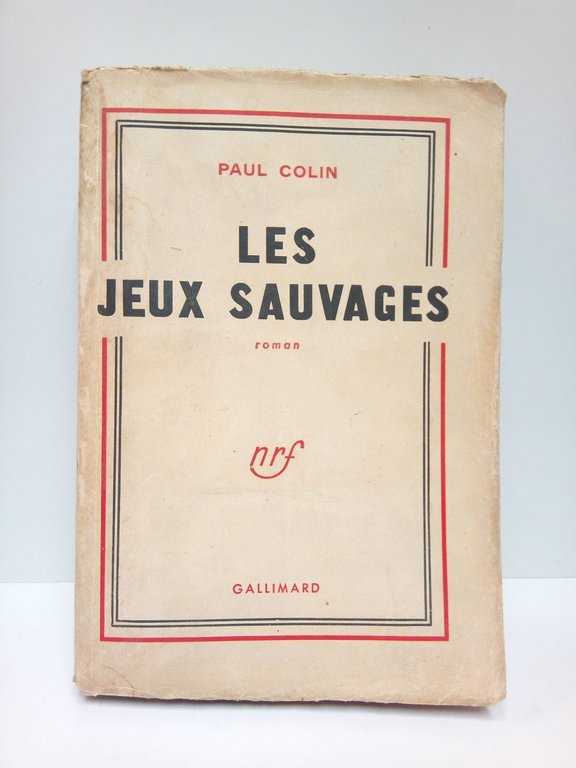 PAUL COLIN
LES
JEUX SAUVAGES
roman
nrf
GALLIMARD